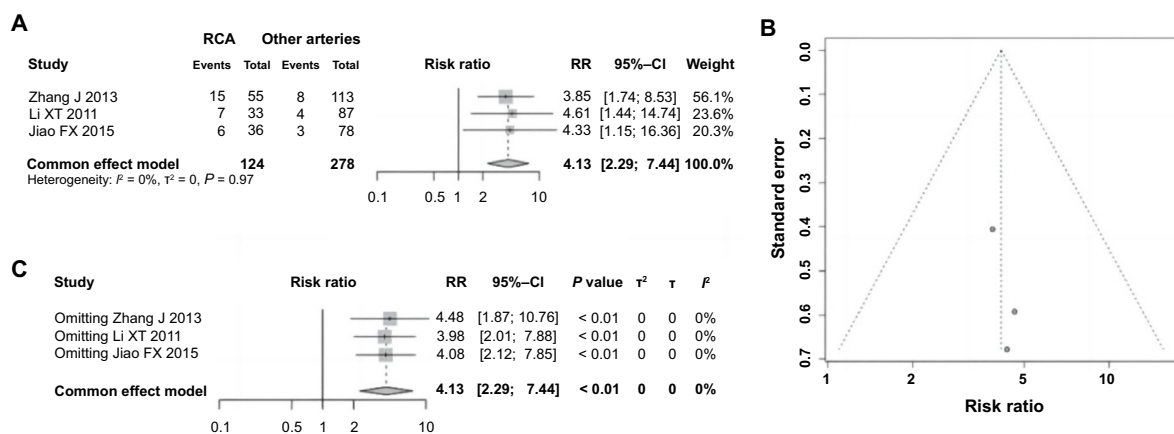 A
RCA Other arteries
Study Events Total Events Total Risk ratio RR 95%–CI Weight
Zhang J 2013 15 55 8 113 3.85 [1.74; 8.53] 56.1%
Li XT 2011 7 33 4 87 4.61 [1.44; 14.74] 23.6%
Jiao FX 2015 6 36 3 78 4.33 [1.15; 16.36] 20.3%
Common effect model 124 278 4.13 [2.29; 7.44] 100.0%
Heterogeneity: I² = 0%, τ² = 0, P = 0.97
0.1 0.5 1 2 10
B
Standard error
0.0
0.1
0.2
0.3
0.4
0.5
0.6
0.7
1 2 5 10
Risk ratio
C
Study Risk ratio RR 95%–CI P value τ² τ I²
Omitting Zhang J 2013 4.48 [1.87; 10.76] < 0.01 0 0 0%
Omitting Li XT 2011 3.98 [2.01; 7.88] < 0.01 0 0 0%
Omitting Jiao FX 2015 4.08 [2.12; 7.85] < 0.01 0 0 0%
Common effect model 4.13 [2.29; 7.44] < 0.01 0 0 0%
0.1 0.5 1 2 10